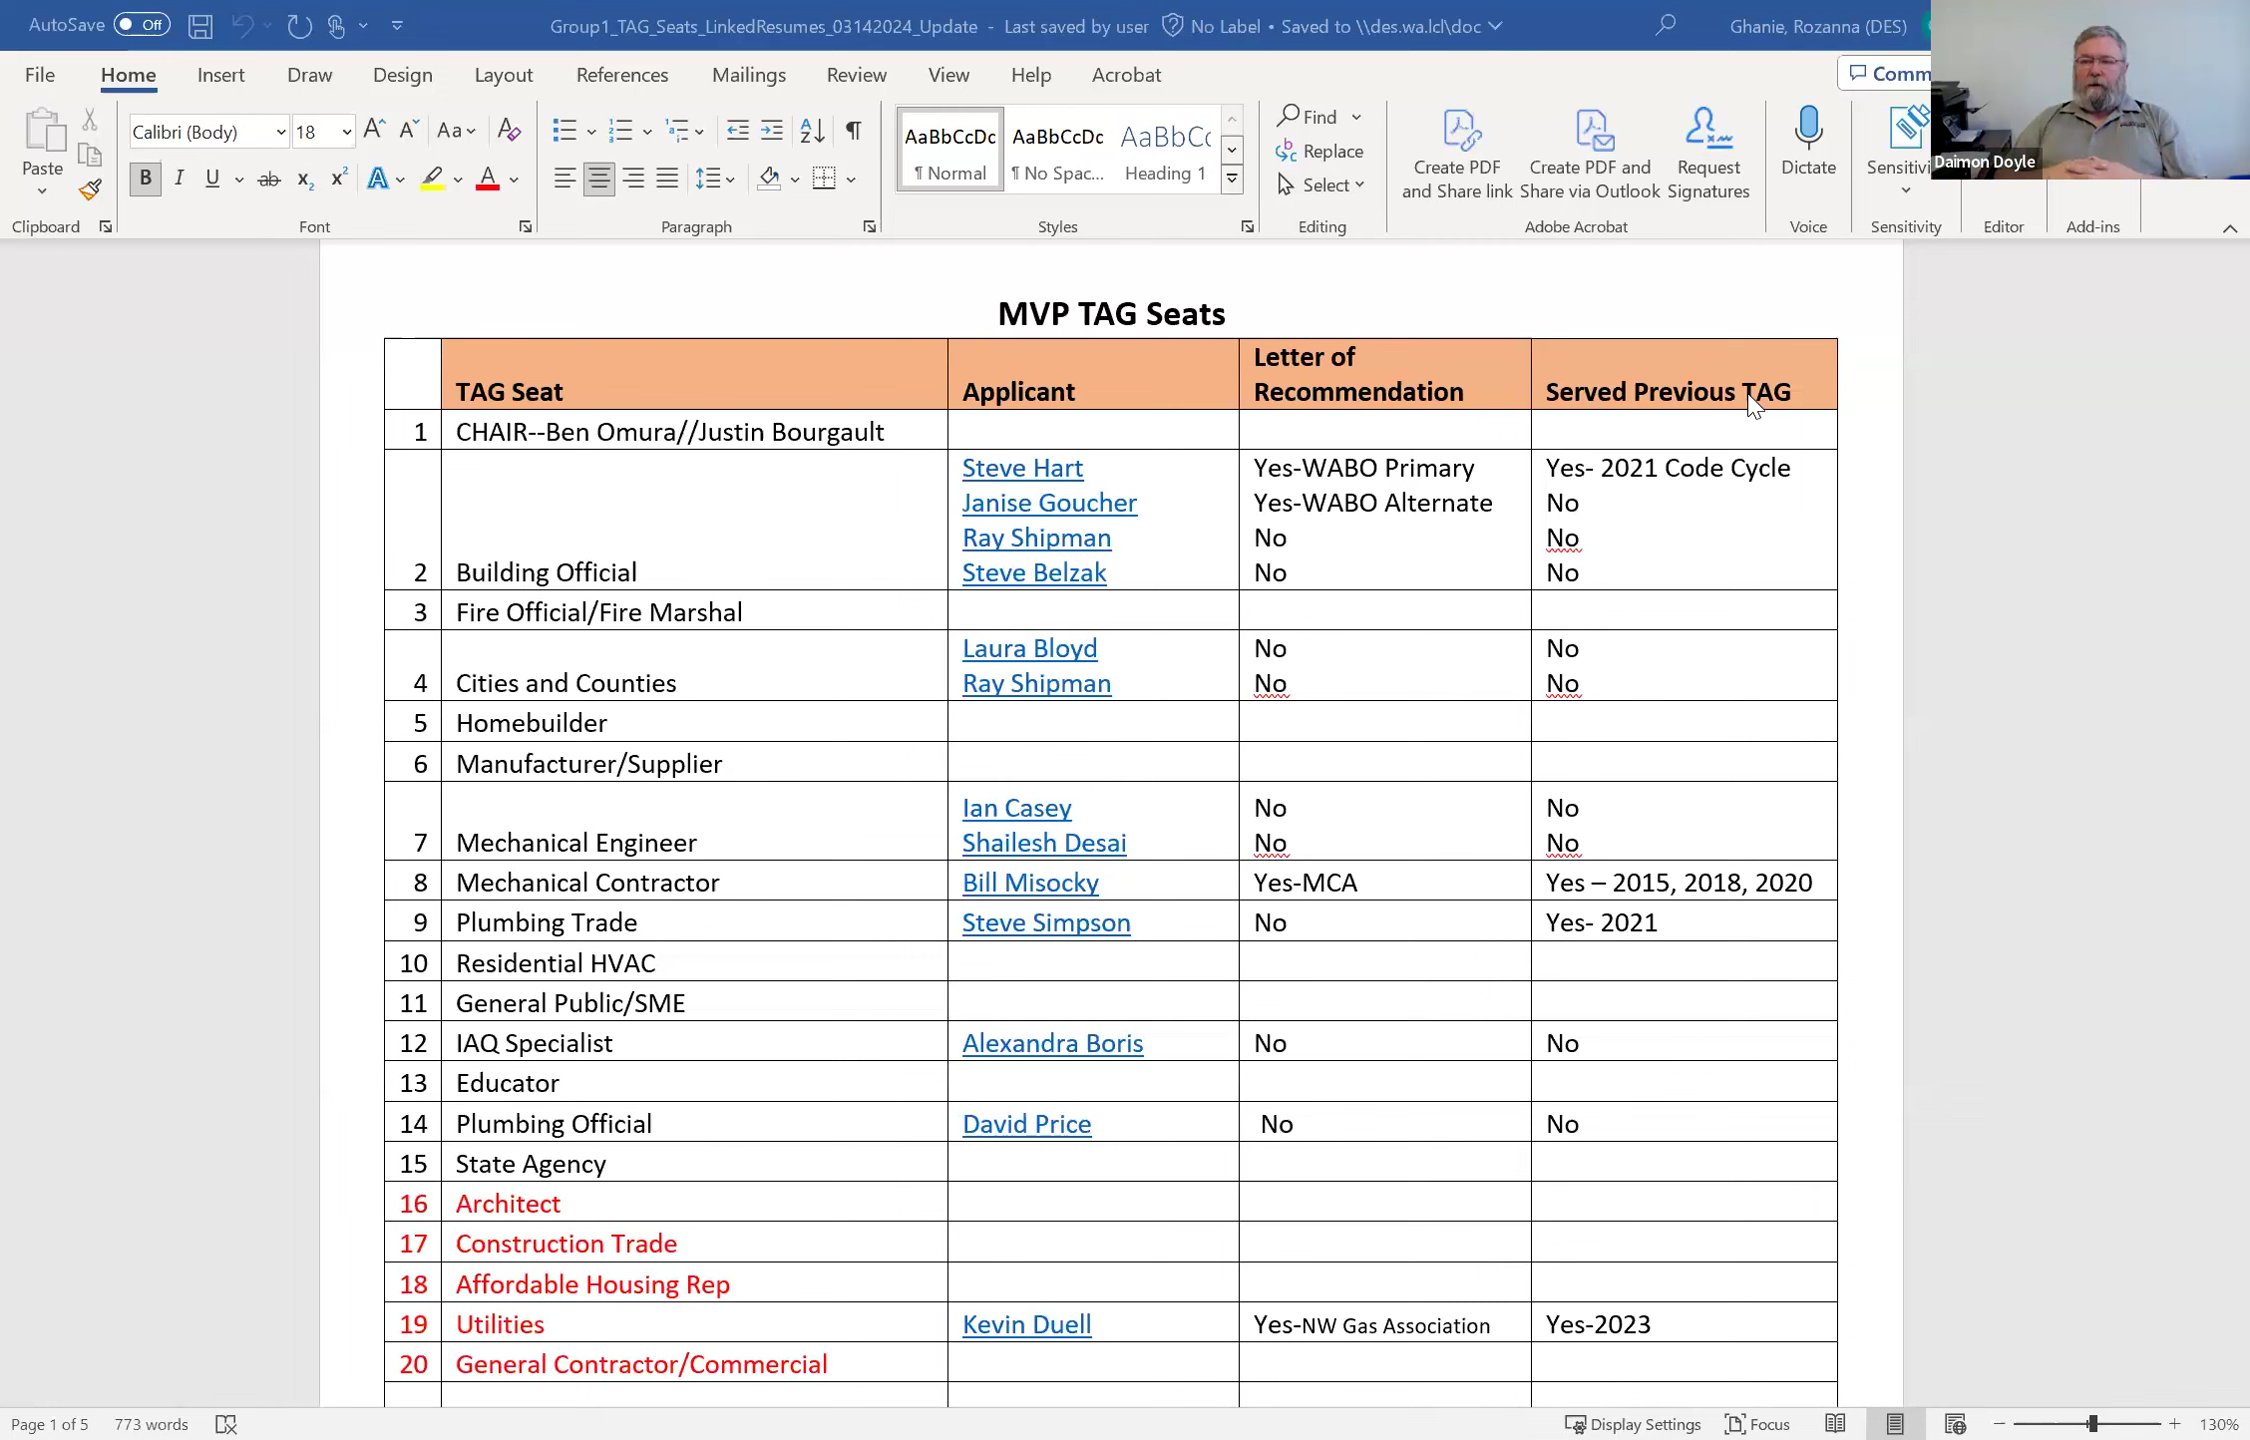 AutoSave Off
Group1_TAG_Seats_LinkedResumes_03142024_Update - Last saved by user No Label • Saved to \\des.wa.lcl\doc
Ghanie, Rozanna (DES)
File Home Insert Draw Design Layout References Mailings Review View Help Acrobat
Comm
Daimon Doyle
Paste
Calibri (Body) 18
Aa
AaBbCcDc AaBbCcDc AaBbCc
¶ Normal ¶ No Spac... Heading 1
Find
Replace
Select
Create PDF and Share link
Create PDF and Share via Outlook
Request Signatures
Dictate
Sensitivi
Clipboard Font Paragraph Styles Editing Adobe Acrobat Voice Sensitivity Editor Add-ins
MVP TAG Seats
TAG Seat Applicant Letter of Recommendation Served Previous TAG
1 CHAIR--Ben Omura//Justin Bourgault
Steve Hart Yes-WABO Primary Yes- 2021 Code Cycle
Janise Goucher Yes-WABO Alternate No
Ray Shipman No No
2 Building Official Steve Belzak No No
3 Fire Official/Fire Marshal
Laura Bloyd No No
4 Cities and Counties Ray Shipman No No
5 Homebuilder
6 Manufacturer/Supplier
Ian Casey No No
7 Mechanical Engineer Shailesh Desai No No
8 Mechanical Contractor Bill Misocky Yes-MCA Yes – 2015, 2018, 2020
9 Plumbing Trade Steve Simpson No Yes- 2021
10 Residential HVAC
11 General Public/SME
12 IAQ Specialist Alexandra Boris No No
13 Educator
14 Plumbing Official David Price No No
15 State Agency
16 Architect
17 Construction Trade
18 Affordable Housing Rep
19 Utilities Kevin Duell Yes-NW Gas Association Yes-2023
20 General Contractor/Commercial
Page 1 of 5 773 words
Display Settings Focus 130%